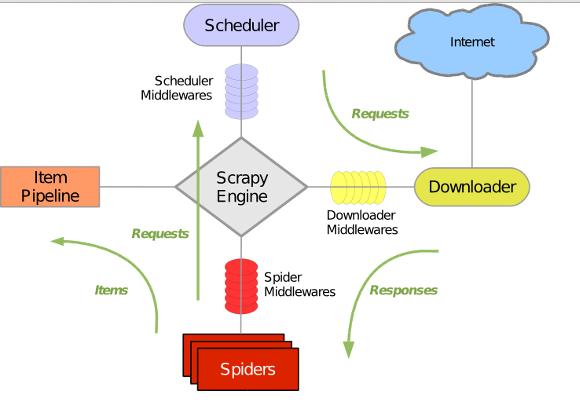 Scheduler
Internet
Scheduler
Middlewares
Requests
Item
Pipeline
Scrapy
Engine
Downloader
Downloader
Middlewares
Requests
Items
Spider
Middlewares
Responses
Spiders